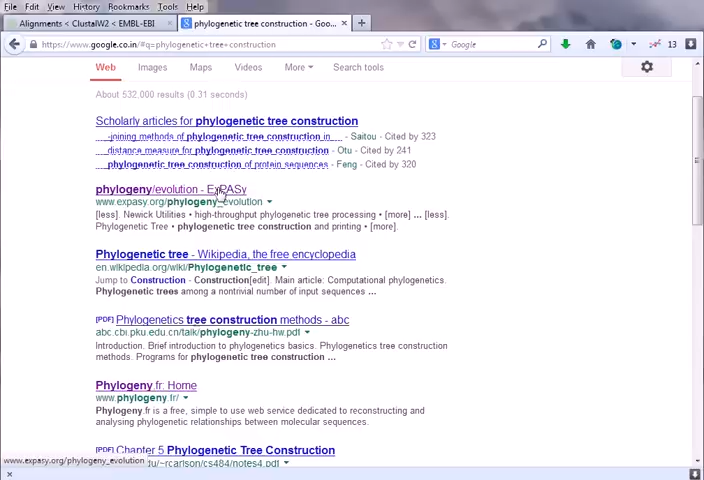 File Edit View History Bookmarks Tools Help
Alignments < ClustalW2 < EMBL-EBI × phylogenetic tree construction - Goo... × +
https://www.google.co.in/#q=phylogenetic+tree+construction Google 13
Web Images Maps Videos More Search tools
About 532,000 results (0.31 seconds)
Scholarly articles for phylogenetic tree construction
...-joining methods of phylogenetic tree construction in... - Saitou - Cited by 323
... distance measure for phylogenetic tree construction - Otu - Cited by 241
... phylogenetic tree construction of protein sequences - Feng - Cited by 320
phylogeny/evolution - ExPASy
www.expasy.org/phylogeny_evolution
[less]. Newick Utilities • high-throughput phylogenetic tree processing • [more] ... [less].
Phylogenetic Tree • phylogenetic tree construction and printing • [more].
Phylogenetic tree - Wikipedia, the free encyclopedia
en.wikipedia.org/wiki/Phylogenetic_tree
Jump to Construction - Construction[edit]. Main article: Computational phylogenetics.
Phylogenetic trees among a nontrivial number of input sequences ...
[PDF] Phylogenetics tree construction methods - abc
abc.cbi.pku.edu.cn/talk/phylogeny-zhu-hw.pdf
Introduction. Brief introduction to phylogenetics basics. Phylogenetics tree construction
methods. Programs for phylogenetic tree construction ...
Phylogeny.fr: Home
www.phylogeny.fr/
Phylogeny.fr is a free, simple to use web service dedicated to reconstructing and
analysing phylogenetic relationships between molecular sequences.
[PDF] Chapter 5 Phylogenetic Tree Construction
www.expasy.org/phylogeny_evolution du/~rcarlson/cs484/notes4.pdf
×